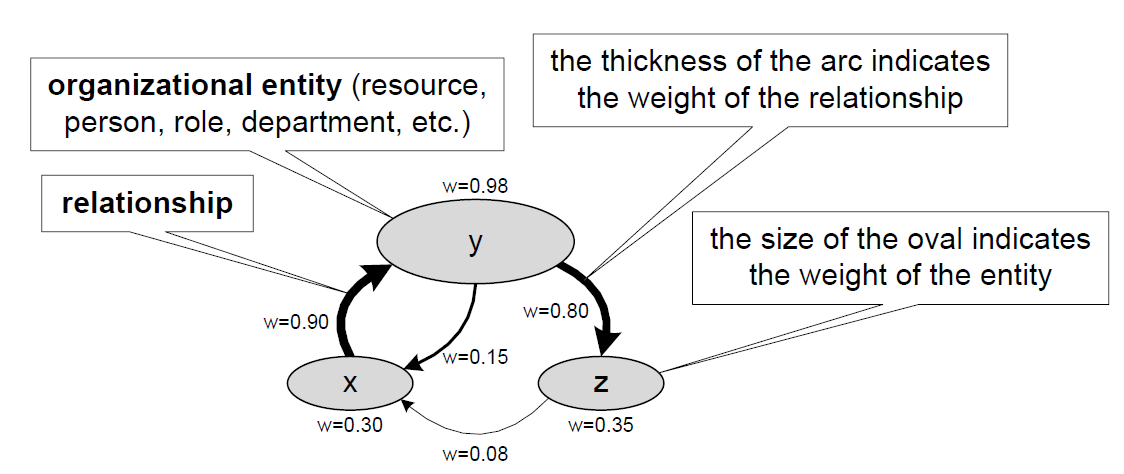 the thickness of the arc indicates
the weight of the relationship
organizational entity (resource,
person, role, department, etc.)
relationship
w=0.98
y
the size of the oval indicates
the weight of the entity
w=0.90
w=0.80
w=0.15
x
z
w=0.30
w=0.35
w=0.08